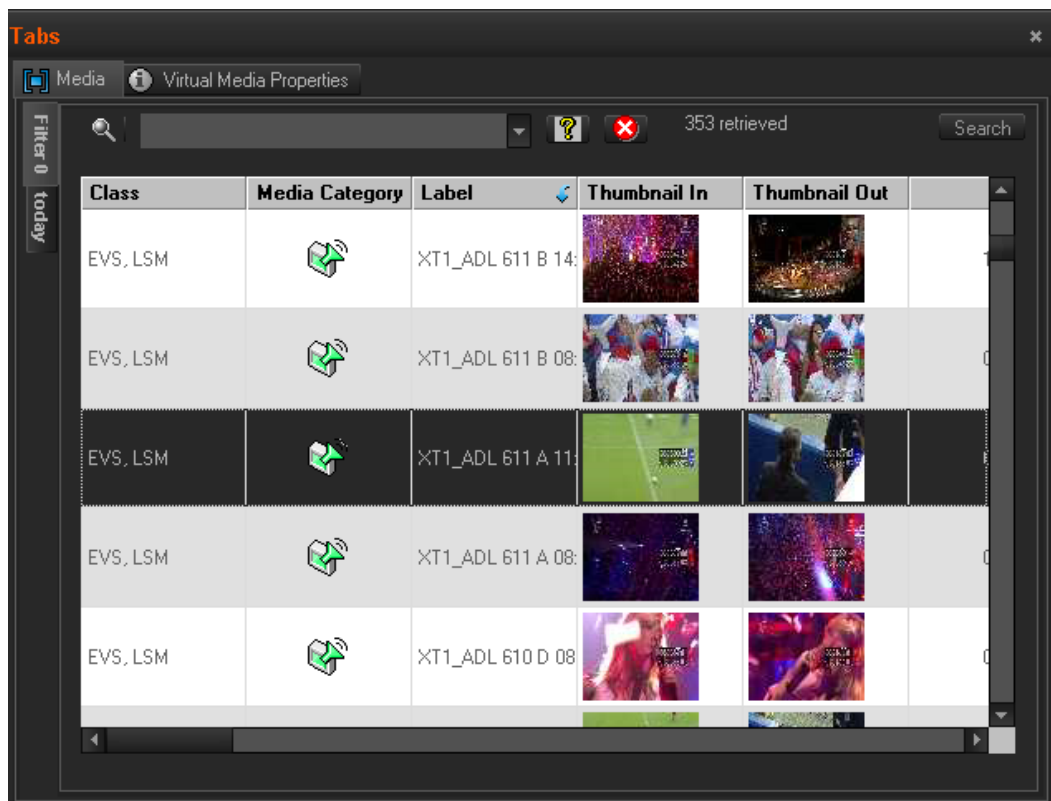 Tabs
Media
Virtual Media Properties
Filter 0
today
353 retrieved
Search
Class Media Category Label Thumbnail In Thumbnail Out
EVS, LSM XT1_ADL 611 B 14:
EVS, LSM XT1_ADL 611 B 08:
EVS, LSM XT1_ADL 611 A 11:
EVS, LSM XT1_ADL 611 A 08:
EVS, LSM XT1_ADL 610 D 08